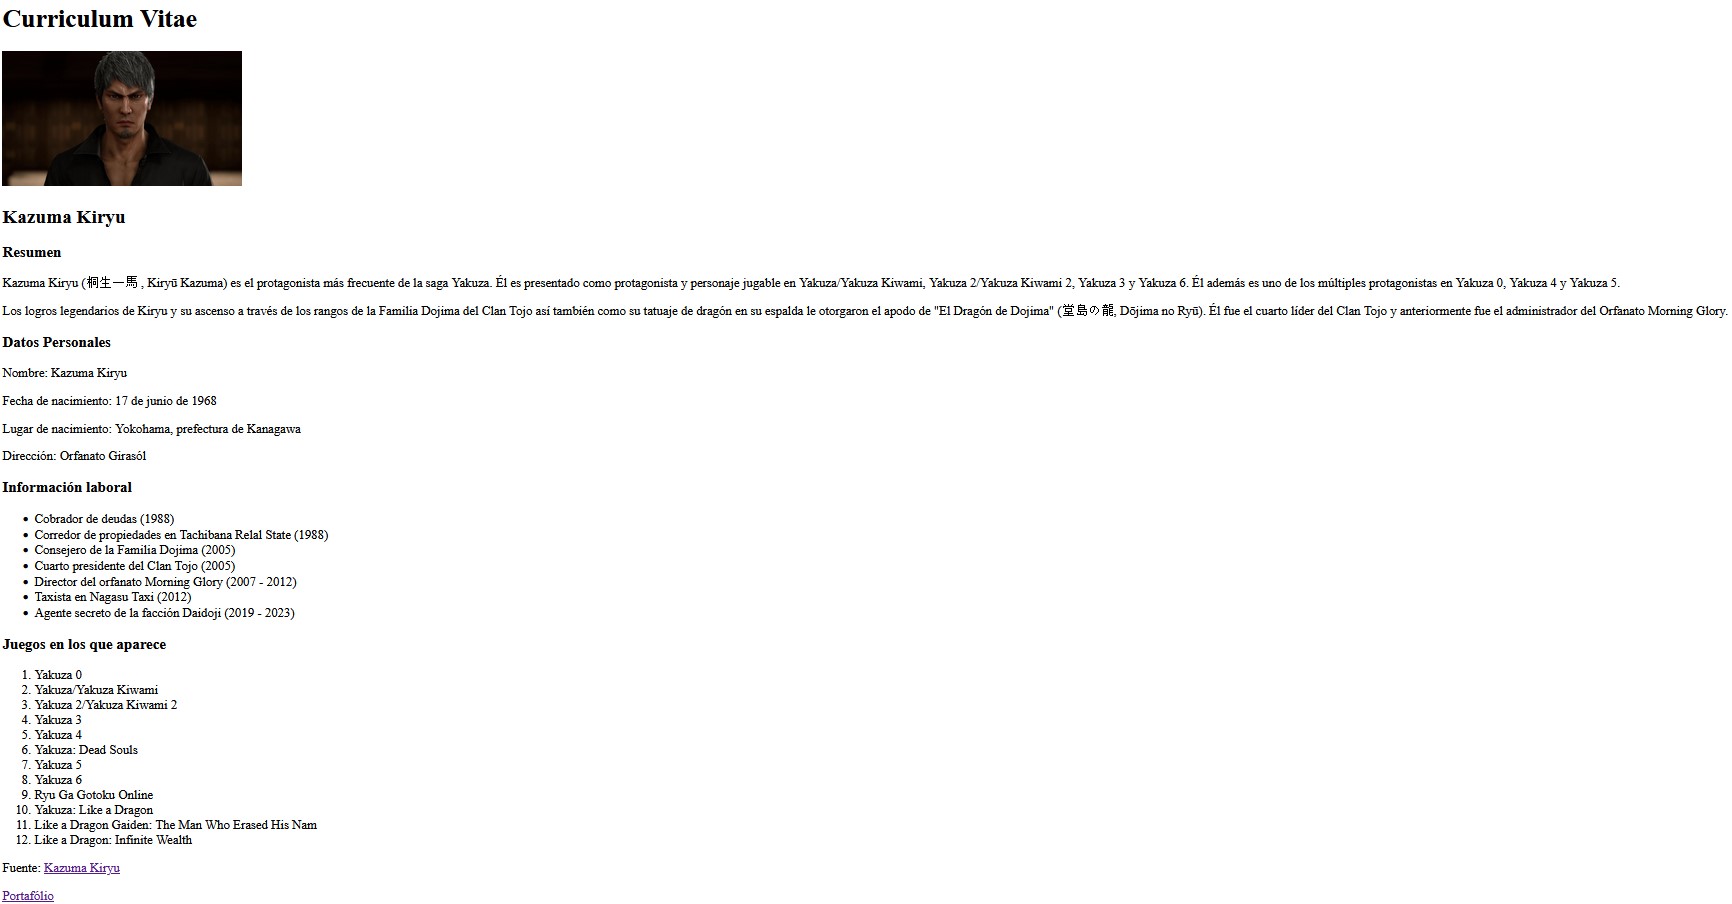 Curriculum Vitae
Kazuma Kiryu
Resumen
Kazuma Kiryu (桐生一馬 , Kiryū Kazuma) es el protagonista más frecuente de la saga Yakuza. Él es presentado como protagonista y personaje jugable en Yakuza/Yakuza Kiwami, Yakuza 2/Yakuza Kiwami 2, Yakuza 3 y Yakuza 6. Él además es uno de los múltiples protagonistas en Yakuza 0, Yakuza 4 y Yakuza 5.
Los logros legendarios de Kiryu y su ascenso a través de los rangos de la Familia Dojima del Clan Tojo así también como su tatuaje de dragón en su espalda le otorgaron el apodo de "El Dragón de Dojima" (堂島の龍, Dōjima no Ryū). Él fue el cuarto líder del Clan Tojo y anteriormente fue el administrador del Orfanato Morning Glory.
Datos Personales
Nombre: Kazuma Kiryu
Fecha de nacimiento: 17 de junio de 1968
Lugar de nacimiento: Yokohama, prefectura de Kanagawa
Dirección: Orfanato Girasól
Información laboral
• Cobrador de deudas (1988)
• Corredor de propiedades en Tachibana Relal State (1988)
• Consejero de la Familia Dojima (2005)
• Cuarto presidente del Clan Tojo (2005)
• Director del orfanato Morning Glory (2007 - 2012)
• Taxista en Nagasu Taxi (2012)
• Agente secreto de la facción Daidoji (2019 - 2023)
Juegos en los que aparece
1. Yakuza 0
2. Yakuza/Yakuza Kiwami
3. Yakuza 2/Yakuza Kiwami 2
4. Yakuza 3
5. Yakuza 4
6. Yakuza: Dead Souls
7. Yakuza 5
8. Yakuza 6
9. Ryu Ga Gotoku Online
10. Yakuza: Like a Dragon
11. Like a Dragon Gaiden: The Man Who Erased His Nam
12. Like a Dragon: Infinite Wealth
Fuente: Kazuma Kiryu
Portafólio